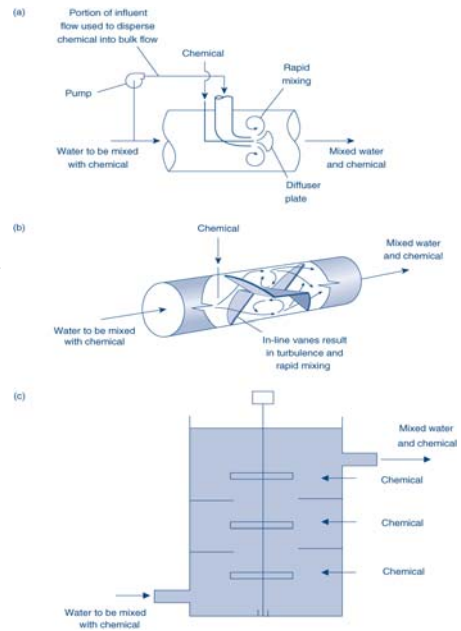 (a)
Portion of influent
flow used to disperse
chemical into bulk flow
Chemical
Rapid
mixing
Pump
Water to be mixed
with chemical
Mixed water
and chemical
Diffuser
plate
(b)
Chemical
Mixed water
and chemical
Water to be mixed
with chemical
In-line vanes result
in turbulence and
rapid mixing
(c)
Mixed water
and chemical
Chemical
Chemical
Chemical
Water to be mixed
with chemical